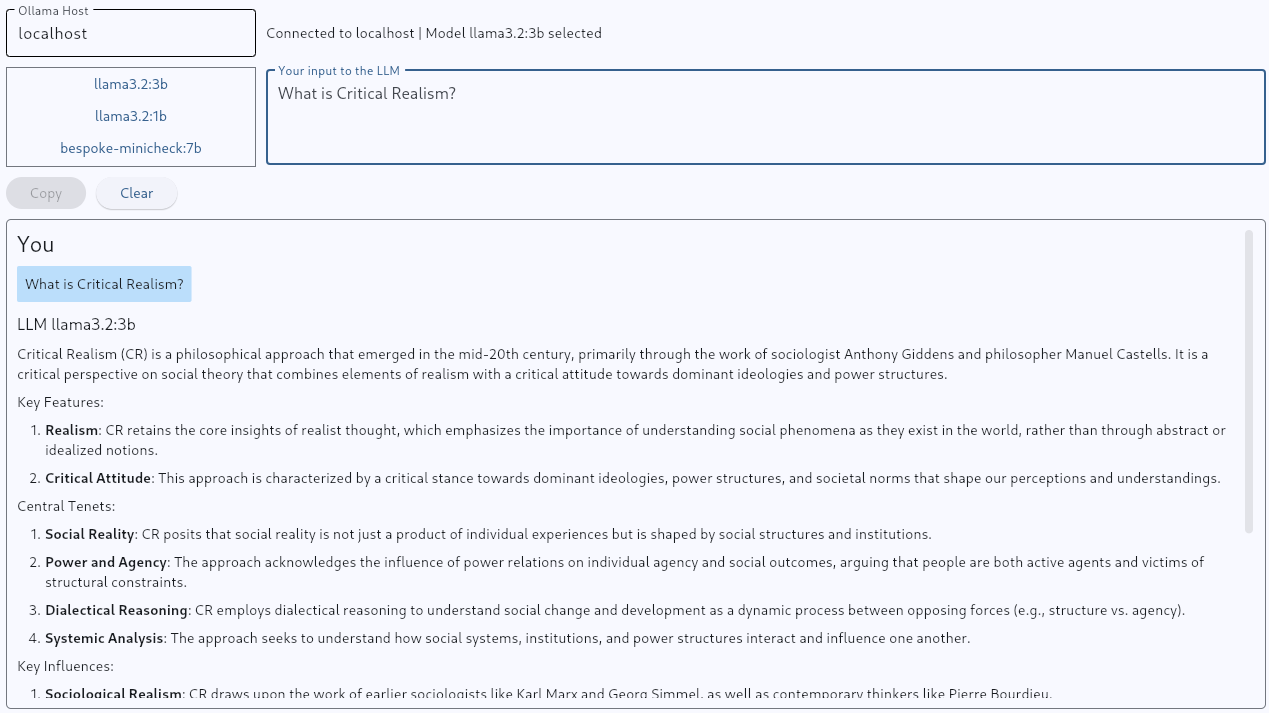 Ollama Host
localhost
Connected to localhost | Model llama3.2:3b selected
llama3.2:3b
llama3.2:1b
bespoke-minicheck:7b
Your input to the LLM
What is Critical Realism?
Copy
Clear
You
What is Critical Realism?
LLM llama3.2:3b
Critical Realism (CR) is a philosophical approach that emerged in the mid-20th century, primarily through the work of sociologist Anthony Giddens and philosopher Manuel Castells. It is a
critical perspective on social theory that combines elements of realism with a critical attitude towards dominant ideologies and power structures.
Key Features:
1. Realism: CR retains the core insights of realist thought, which emphasizes the importance of understanding social phenomena as they exist in the world, rather than through abstract or
idealized notions.
2. Critical Attitude: This approach is characterized by a critical stance towards dominant ideologies, power structures, and societal norms that shape our perceptions and understandings.
Central Tenets:
1. Social Reality: CR posits that social reality is not just a product of individual experiences but is shaped by social structures and institutions.
2. Power and Agency: The approach acknowledges the influence of power relations on individual agency and social outcomes, arguing that people are both active agents and victims of
structural constraints.
3. Dialectical Reasoning: CR employs dialectical reasoning to understand social change and development as a dynamic process between opposing forces (e.g., structure vs. agency).
4. Systemic Analysis: The approach seeks to understand how social systems, institutions, and power structures interact and influence one another.
Key Influences:
1. Sociological Realism: CR draws upon the work of earlier sociologists like Karl Marx and Georg Simmel, as well as contemporary thinkers like Pierre Bourdieu.